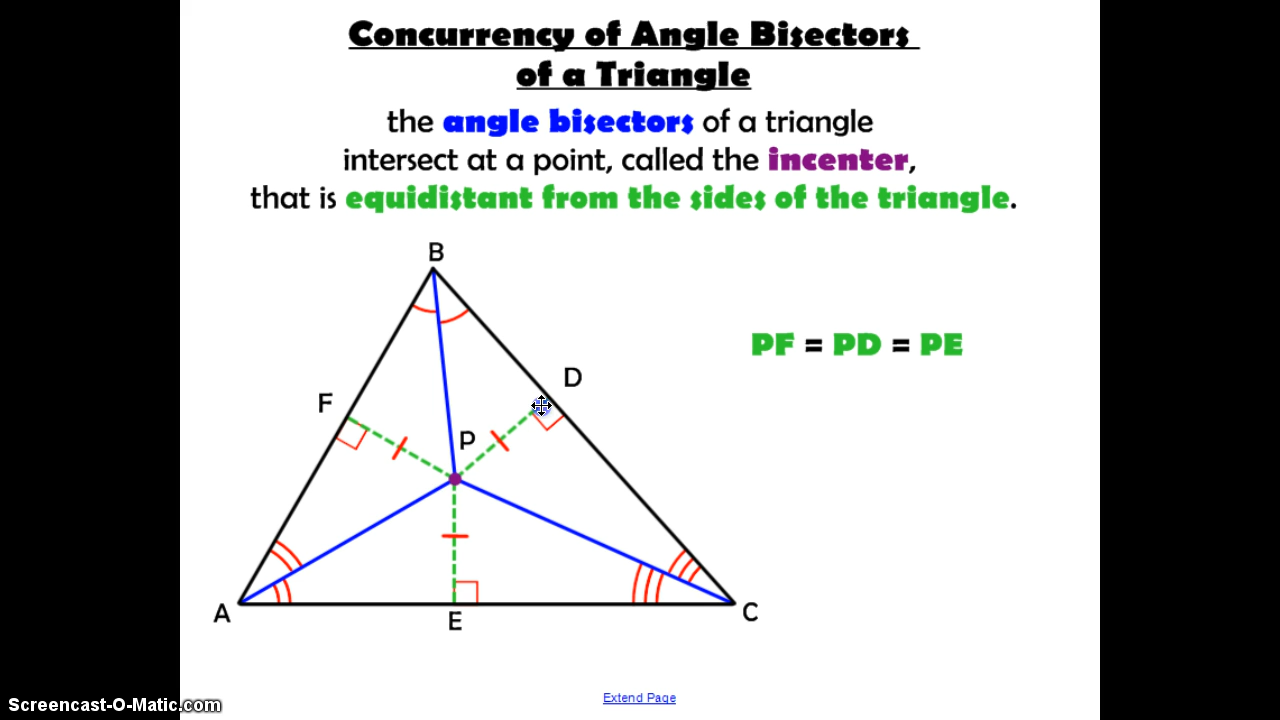 Concurrency of Angle Bisectors
of a Triangle
the angle bisectors of a triangle
intersect at a point, called the incenter,
that is equidistant from the sides of the triangle.
B
PF = PD = PE
D
F
P
A
E
C
Extend Page
Screencast-O-Matic.com